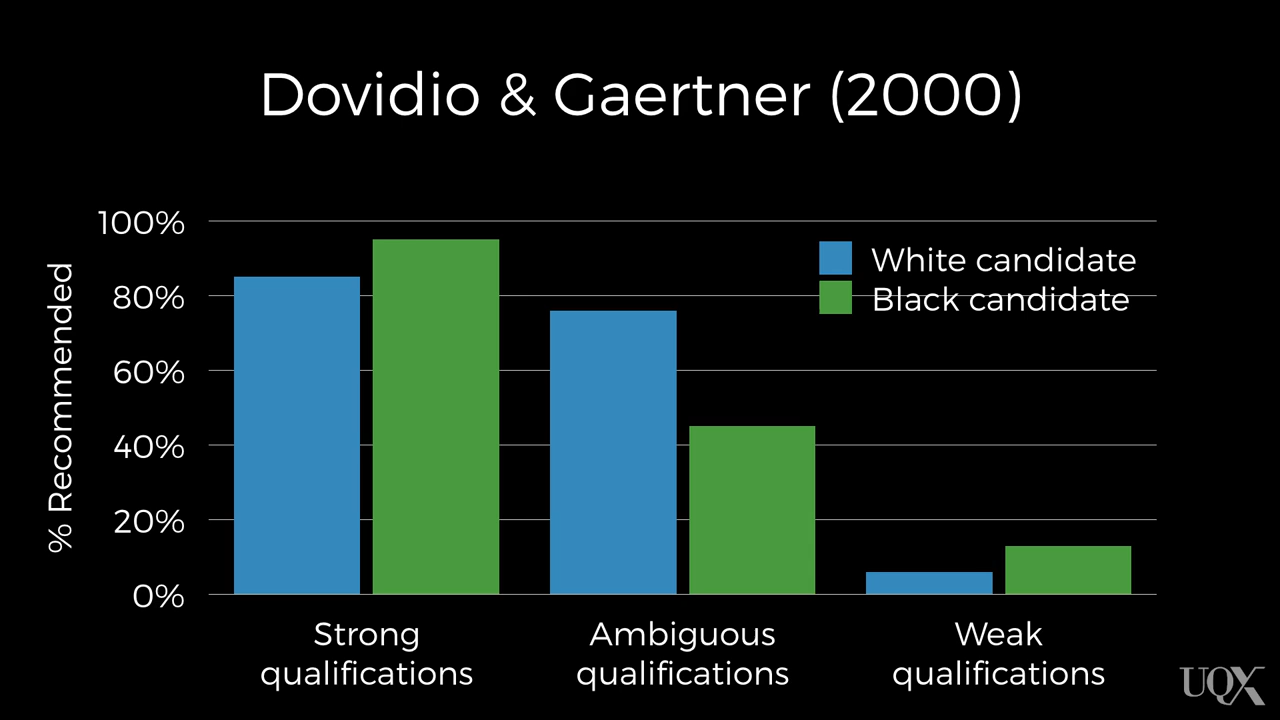 Dovidio & Gaertner (2000)
% Recommended
100%
80%
60%
40%
20%
0%
White candidate
Black candidate
Strong
qualifications
Ambiguous
qualifications
Weak
qualifications
UQX